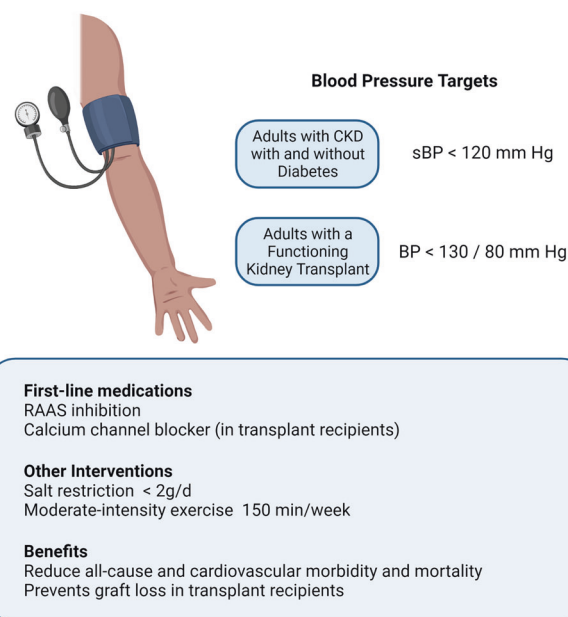 Blood Pressure Targets
Adults with CKD
with and without
Diabetes
sBP < 120 mm Hg
Adults with a
Functioning
Kidney Transplant
BP < 130 / 80 mm Hg
First-line medications
RAAS inhibition
Calcium channel blocker (in transplant recipients)
Other Interventions
Salt restriction < 2g/d
Moderate-intensity exercise 150 min/week
Benefits
Reduce all-cause and cardiovascular morbidity and mortality
Prevents graft loss in transplant recipients